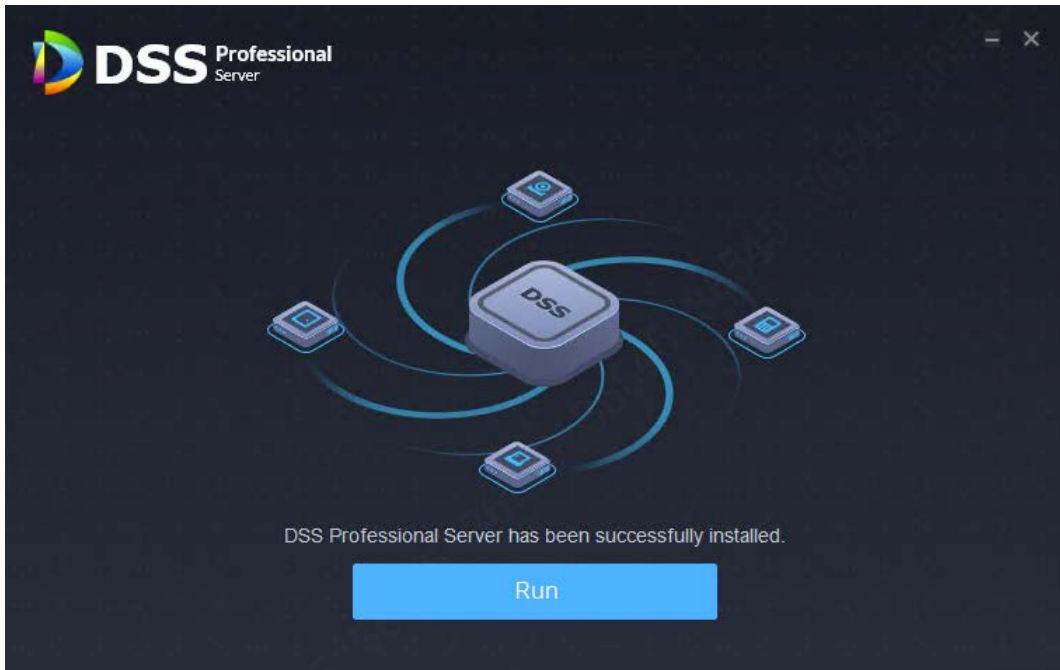 DSS Professional
Server
DSS
DSS Professional Server has been successfully installed.
Run